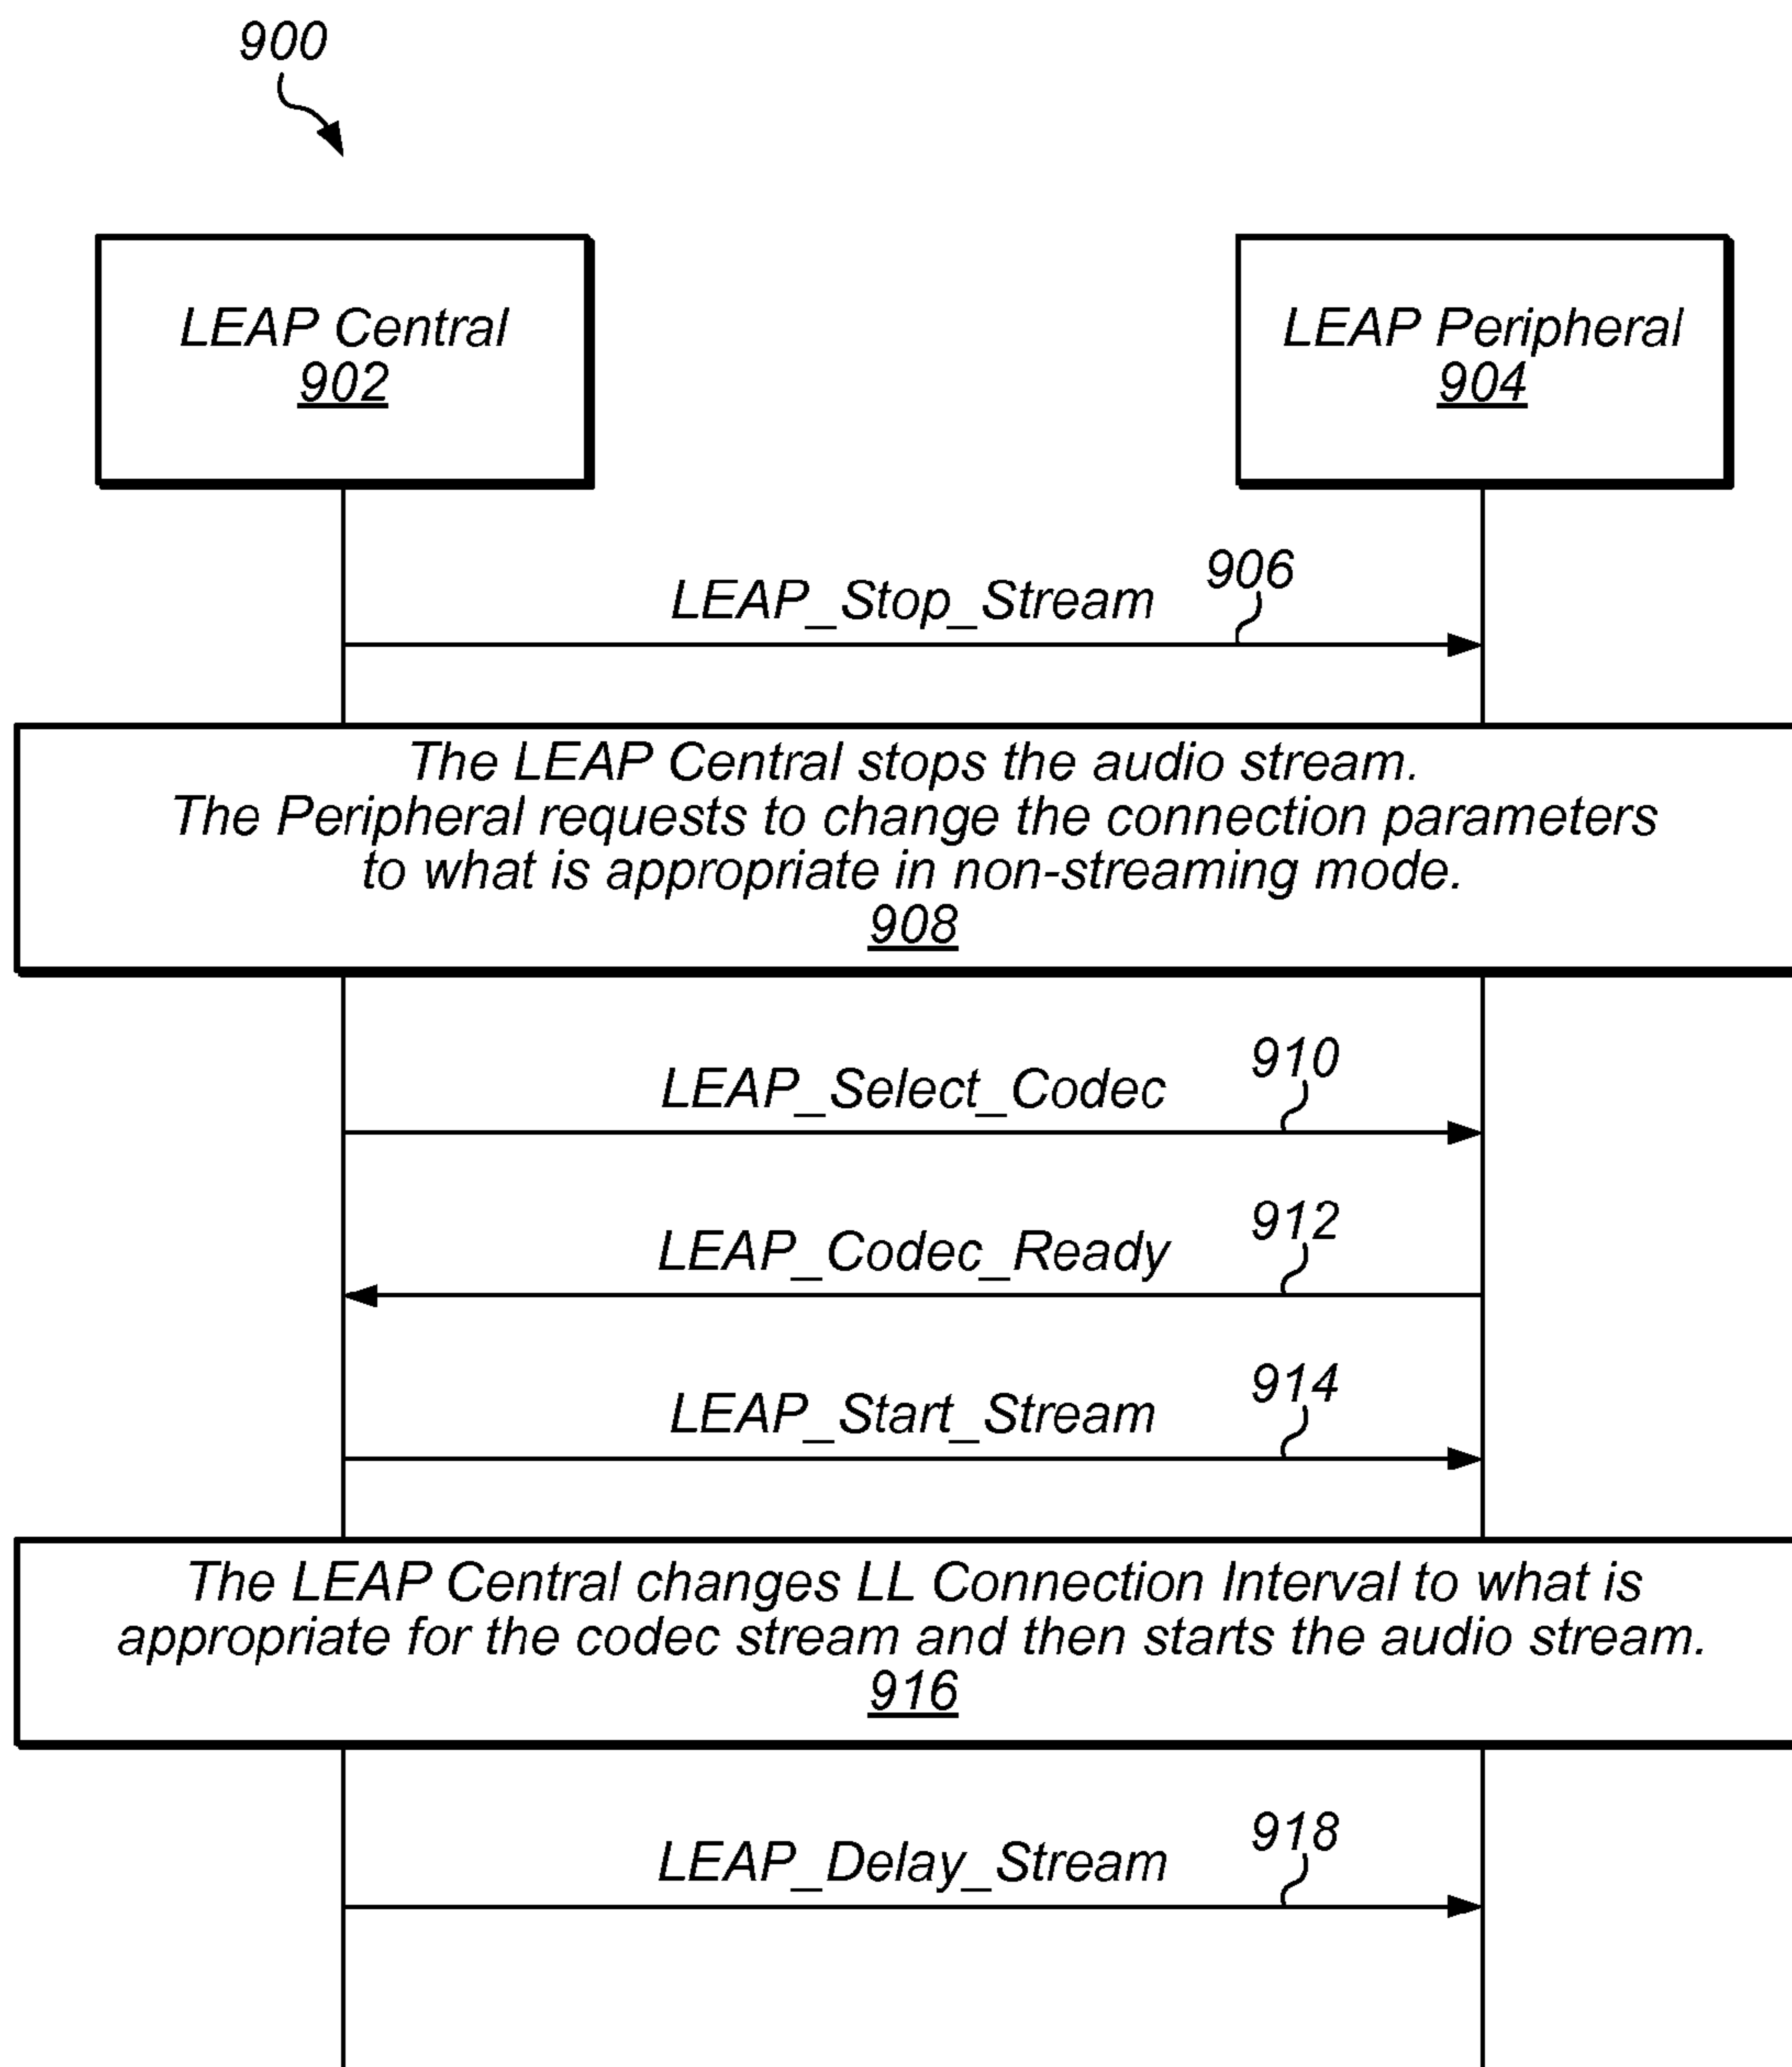 900
LEAP Central
902
LEAP Peripheral
904
906
LEAP_Stop_Stream
The LEAP Central stops the audio stream.
The Peripheral requests to change the connection parameters
to what is appropriate in non-streaming mode.
908
910
LEAP_Select_Codec
912
LEAP_Codec_Ready
914
LEAP_Start_Stream
The LEAP Central changes LL Connection Interval to what is
appropriate for the codec stream and then starts the audio stream.
916
918
LEAP_Delay_Stream